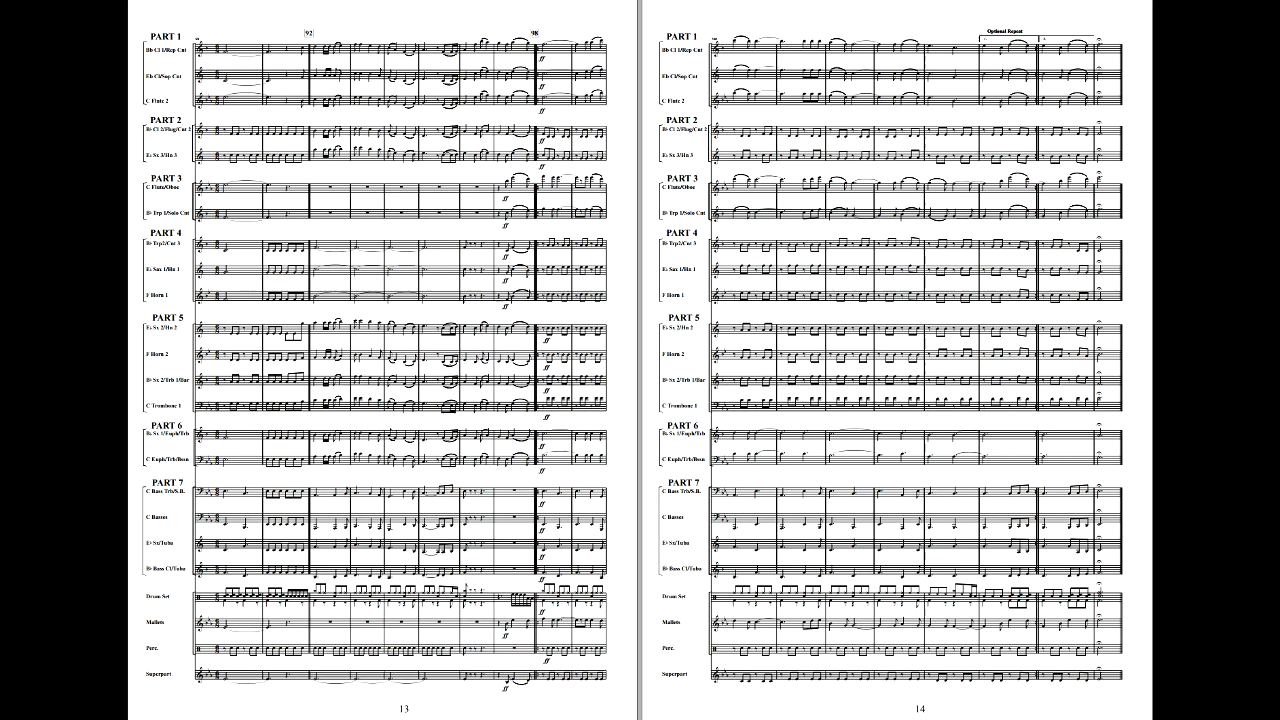 92
98
PART 1
Bb Cl 1/Rep Cnt
Eb Cl/Sop Cnt
C Flute 2
PART 2
Bb Cl 2/Flug/Cnt 2
Eb Sx 3/Hn 3
PART 3
C Flute/Oboe
Bb Trp 1/Solo Cnt
PART 4
Bb Trp2/Cnt 3
Eb Sax 1/Hn 1
F Horn 1
PART 5
Eb Sx 2/Hn 2
F Horn 2
Bb Sx 2/Trb 1/Bar
C Trombone 1
PART 6
Bb Sx 1/Euph/Trb
C Euph/Trb/Bssn
PART 7
C Bass Trb/S.B.
C Basses
Eb Sx/Tuba
Bb Bass Cl/Tuba
Drum Set
Mallets
Perc.
Superpart
13
Optional Repeat
PART 1
Bb Cl 1/Rep Cnt
Eb Cl/Sop Cnt
C Flute 2
PART 2
Bb Cl 2/Flug/Cnt 2
Eb Sx 3/Hn 3
PART 3
C Flute/Oboe
Bb Trp 1/Solo Cnt
PART 4
Bb Trp2/Cnt 3
Eb Sax 1/Hn 1
F Horn 1
PART 5
Eb Sx 2/Hn 2
F Horn 2
Bb Sx 2/Trb 1/Bar
C Trombone 1
PART 6
Bb Sx 1/Euph/Trb
C Euph/Trb/Bssn
PART 7
C Bass Trb/S.B.
C Basses
Eb Sx/Tuba
Bb Bass Cl/Tuba
Drum Set
Mallets
Perc.
Superpart
14